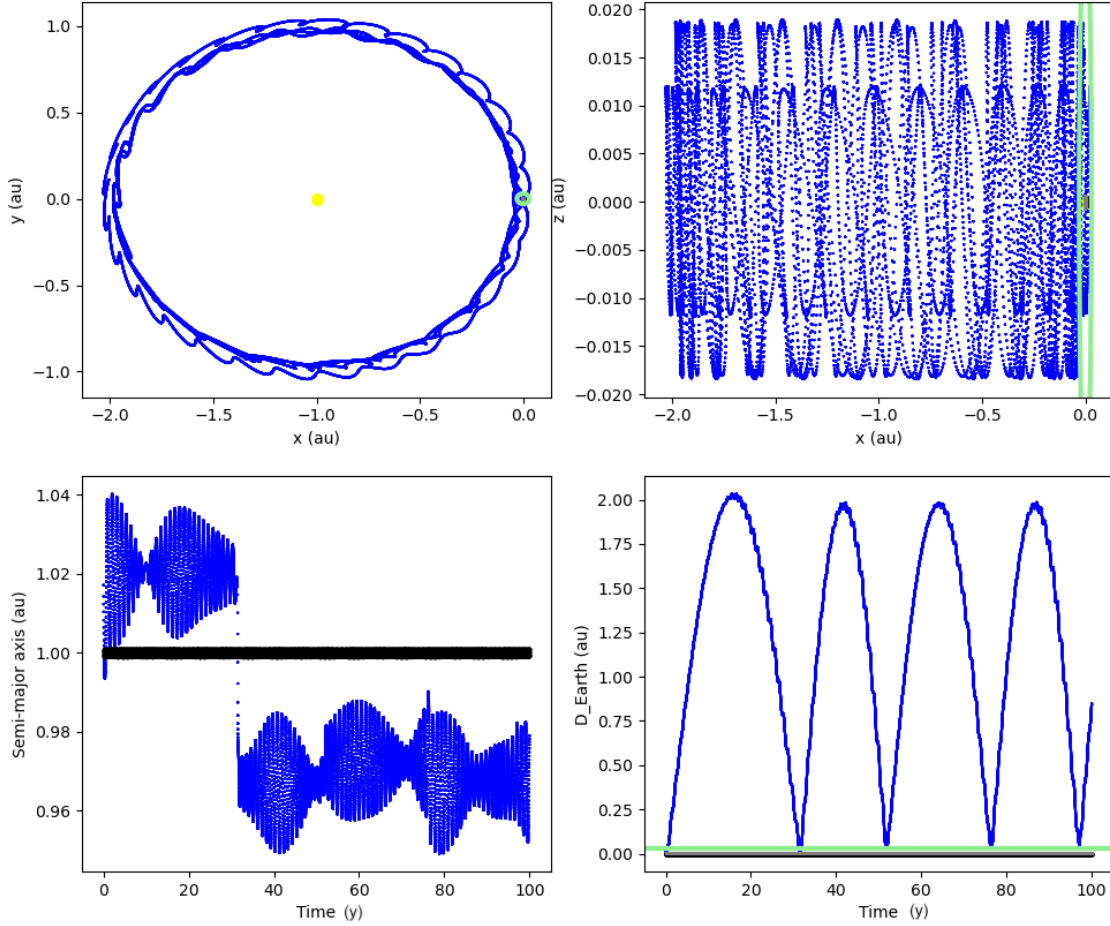 1.0
0.5
0.0
−0.5
−1.0
y (au)
−2.0 −1.5 −1.0 −0.5 0.0
x (au)
0.020
0.015
0.010
0.005
0.000
−0.005
−0.010
−0.015
−0.020
z (au)
−2.0 −1.5 −1.0 −0.5 0.0
x (au)
1.04
1.02
1.00
0.98
0.96
Semi-major axis (au)
0 20 40 60 80 100
Time (y)
2.00
1.75
1.50
1.25
1.00
0.75
0.50
0.25
0.00
D_Earth (au)
0 20 40 60 80 100
Time (y)